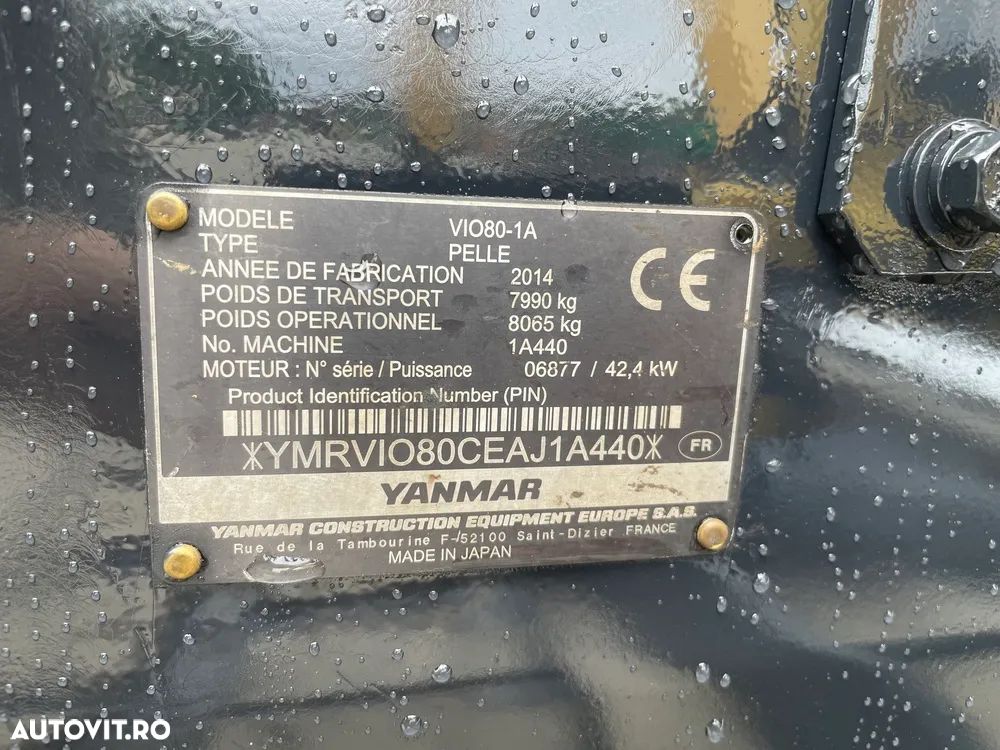 MODELE VIO80-1A
TYPE PELLE
ANNEE DE FABRICATION 2014
POIDS DE TRANSPORT 7990 kg
POIDS OPERATIONNEL 8065 kg
No. MACHINE 1A440
MOTEUR : N° série / Puissance 06877 / 42,4 kW
Product Identification Number (PIN)
*YMRVIO80CEAJ1A440* FR
CE
YANMAR
YANMAR CONSTRUCTION EQUIPMENT EUROPE S.A.S.
Rue de la Tambourine F-52100 Saint-Dizier FRANCE
MADE IN JAPAN
AUTOVIT.RO